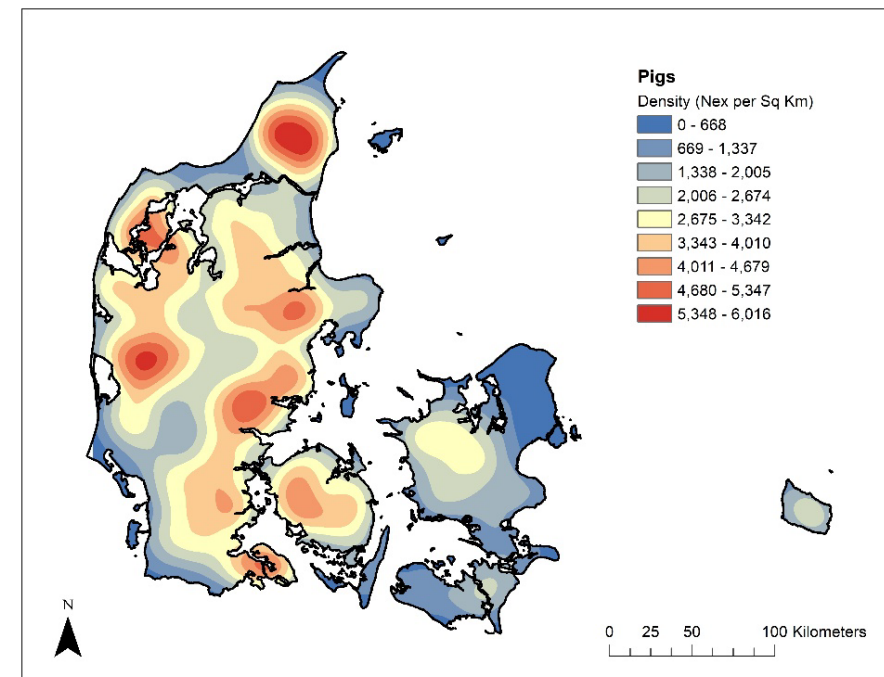 Pigs
Density (Nex per Sq Km)
0 - 668
669 - 1,337
1,338 - 2,005
2,006 - 2,674
2,675 - 3,342
3,343 - 4,010
4,011 - 4,679
4,680 - 5,347
5,348 - 6,016
N
0 25 50 100 Kilometers